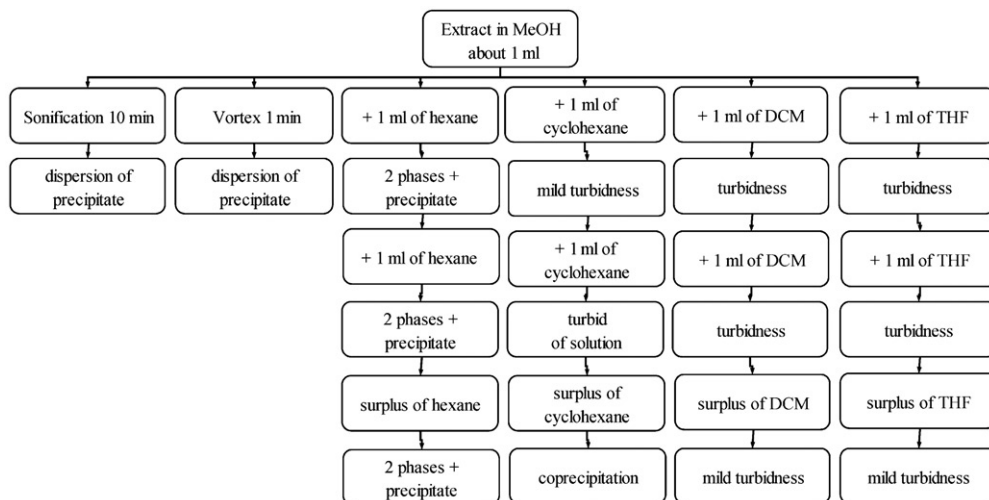 Extract in MeOH
about 1 ml
Sonification 10 min
Vortex 1 min
+ 1 ml of hexane
+ 1 ml of
cyclohexane
+ 1 ml of DCM
+ 1 ml of THF
dispersion of
precipitate
dispersion of
precipitate
2 phases +
precipitate
mild turbidness
turbidness
turbidness
+ 1 ml of hexane
+ 1 ml of
cyclohexane
+ 1 ml of DCM
+ 1 ml of THF
2 phases +
precipitate
turbid
of solution
turbidness
turbidness
surplus of hexane
surplus of
cyclohexane
surplus of DCM
surplus of THF
2 phases +
precipitate
coprecipitation
mild turbidness
mild turbidness